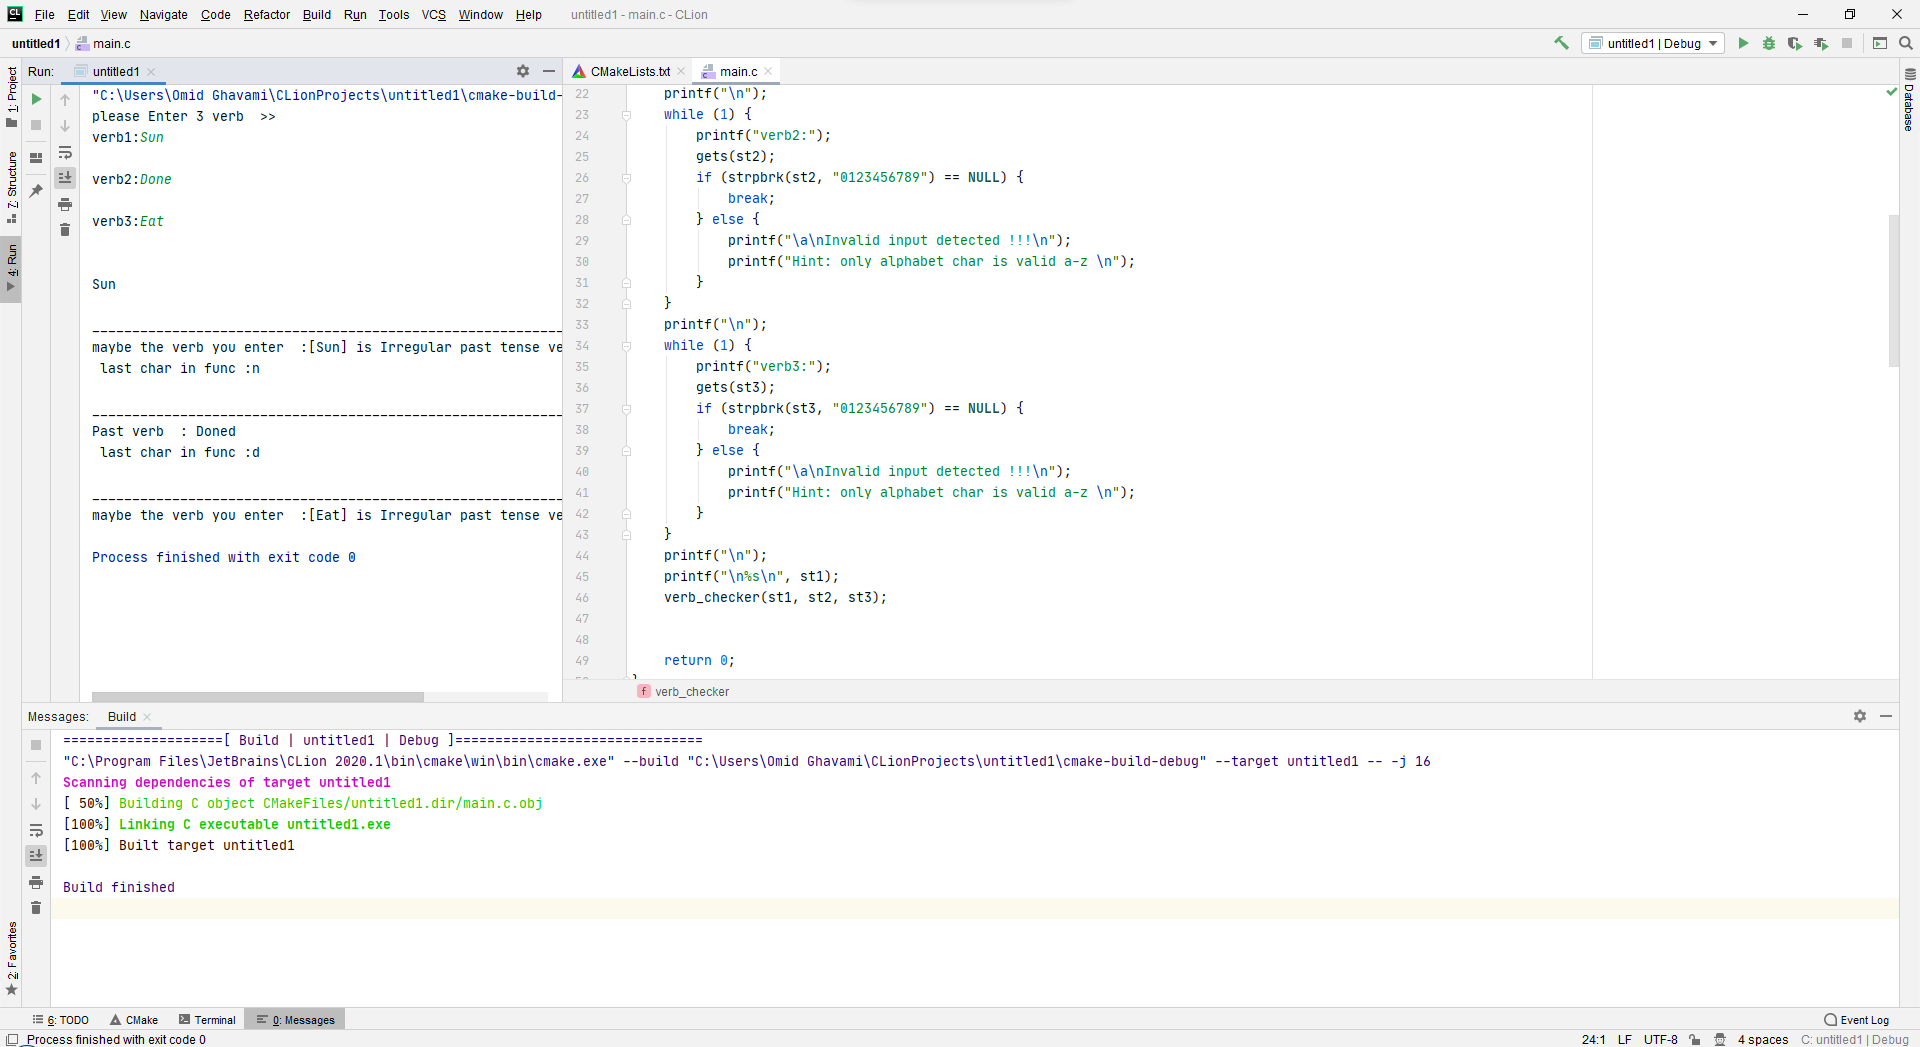 CL File Edit View Navigate Code Refactor Build Run Tools VCS Window Help untitled1 - main.c - CLion
untitled1 main.c untitled1 | Debug
Run: untitled1
CMakeLists.txt main.c
1: Project
7: Structure
4: Run
2: Favorites
Database
"C:\Users\Omid Ghavami\CLionProjects\untitled1\cmake-build-
please Enter 3 verb  >>
verb1:Sun
verb2:Done
verb3:Eat
Sun
___________________________________________________________
maybe the verb you enter  :[Sun] is Irregular past tense ve
last char in func :n
___________________________________________________________
Past verb  : Doned
last char in func :d
___________________________________________________________
maybe the verb you enter  :[Eat] is Irregular past tense ve
Process finished with exit code 0
22 printf("\n");
23 while (1) {
24 printf("verb2:");
25 gets(st2);
26 if (strpbrk(st2, "0123456789") == NULL) {
27 break;
28 } else {
29 printf("\a\nInvalid input detected !!!\n");
30 printf("Hint: only alphabet char is valid a-z \n");
31 }
32 }
33 printf("\n");
34 while (1) {
35 printf("verb3:");
36 gets(st3);
37 if (strpbrk(st3, "0123456789") == NULL) {
38 break;
39 } else {
40 printf("\a\nInvalid input detected !!!\n");
41 printf("Hint: only alphabet char is valid a-z \n");
42 }
43 }
44 printf("\n");
45 printf("\n%s\n", st1);
46 verb_checker(st1, st2, st3);
47
48
49 return 0;
f verb_checker
Messages: Build
====================[ Build | untitled1 | Debug ]===============================
"C:\Program Files\JetBrains\CLion 2020.1\bin\cmake\win\bin\cmake.exe" --build "C:\Users\Omid Ghavami\CLionProjects\untitled1\cmake-build-debug" --target untitled1 -- -j 16
Scanning dependencies of target untitled1
[ 50%] Building C object CMakeFiles/untitled1.dir/main.c.obj
[100%] Linking C executable untitled1.exe
[100%] Built target untitled1
Build finished
6: TODO CMake Terminal 0: Messages Event Log
Process finished with exit code 0 24:1 LF UTF-8 4 spaces C: untitled1 | Debug